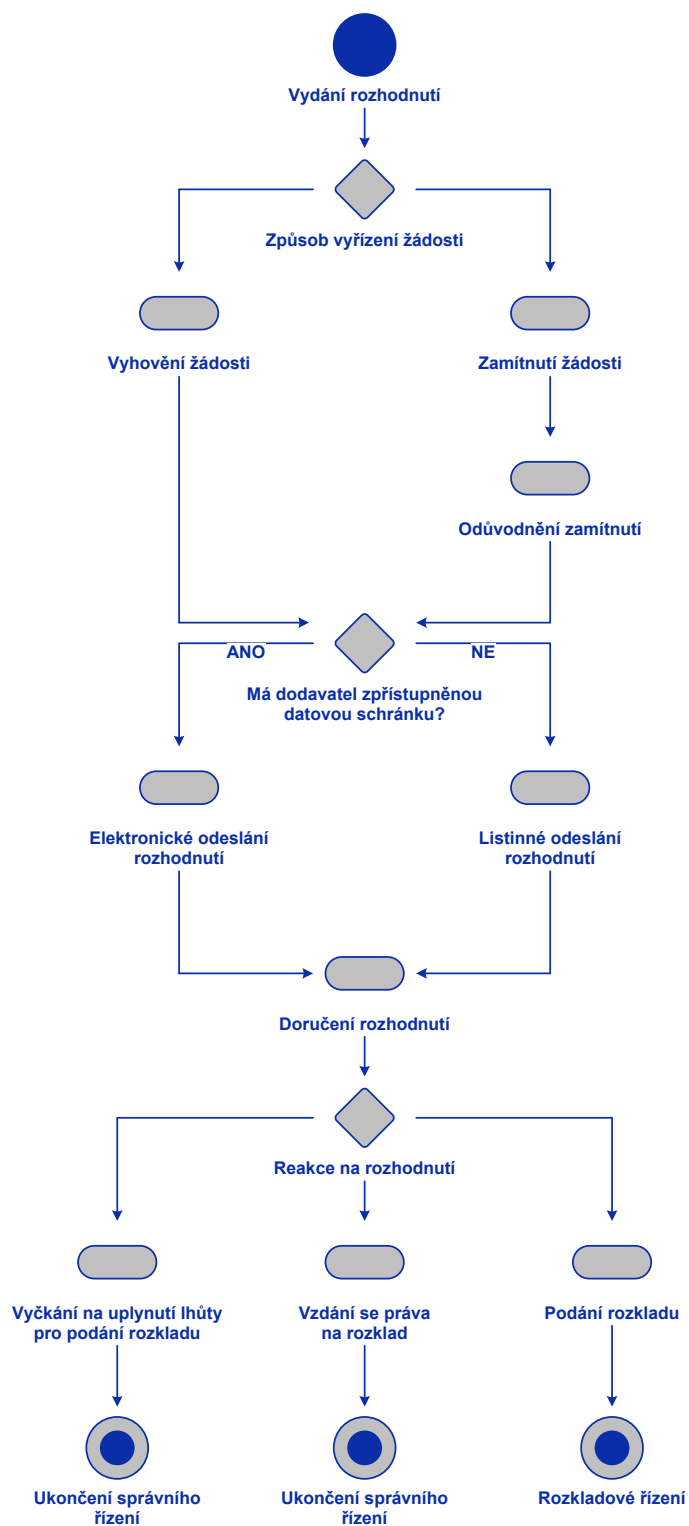 Vydání rozhodnutí
Způsob vyřízení žádosti
Vyhovění žádosti
Zamítnutí žádosti
Odůvodnění zamítnutí
ANO
NE
Má dodavatel zpřístupněnou
datovou schránku?
Elektronické odeslání
rozhodnutí
Listinné odeslání
rozhodnutí
Doručení rozhodnutí
Reakce na rozhodnutí
Vyčkání na uplynutí lhůty
pro podání rozkladu
Vzdání se práva
na rozklad
Podání rozkladu
Ukončení správního
řízení
Ukončení správního
řízení
Rozkladové řízení